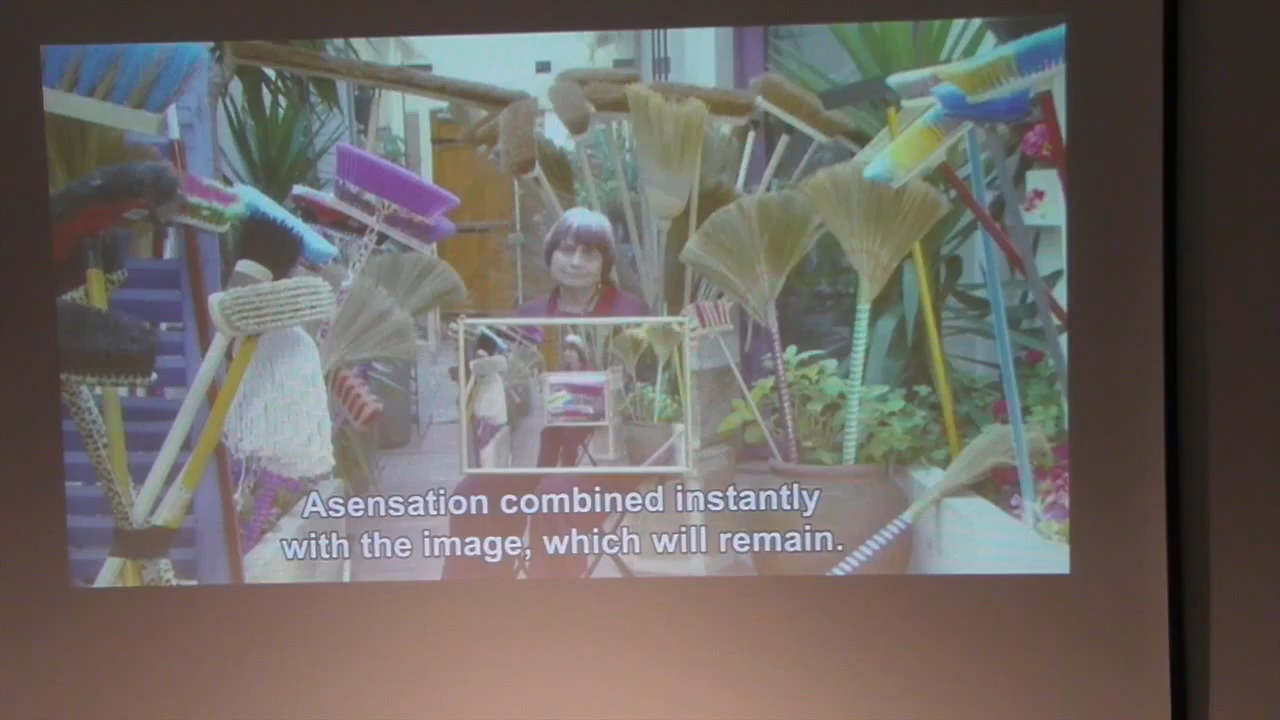 Asensation combined instantly
with the image, which will remain.